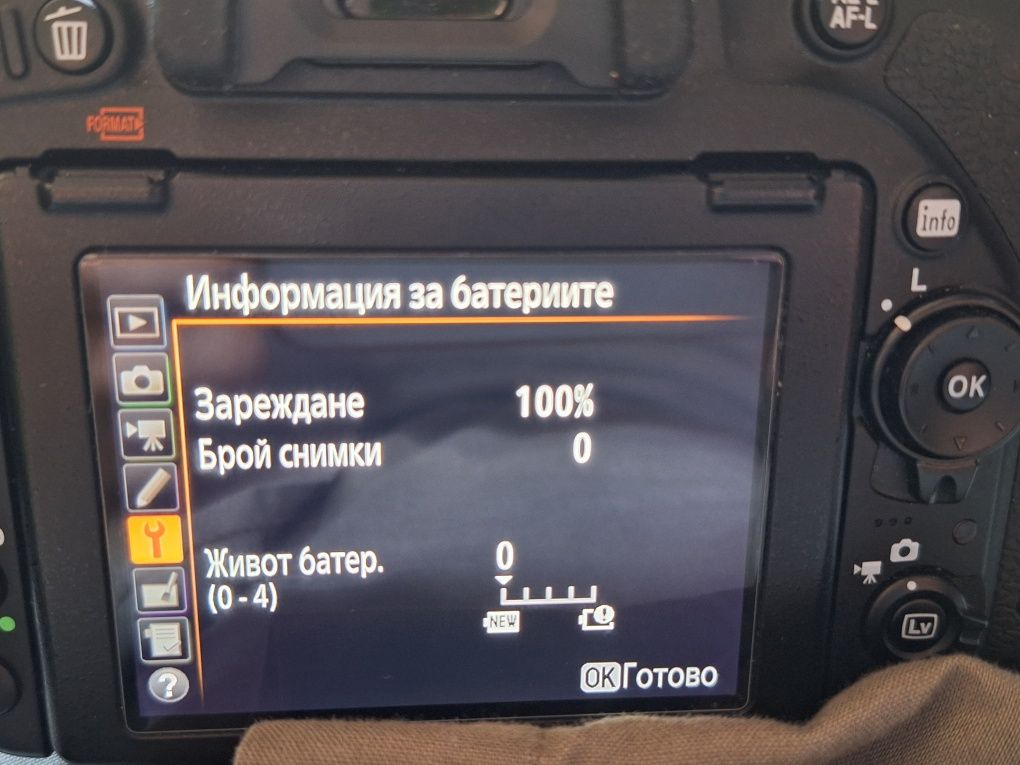 AF-L
FORMAT
info
L
Информация за батериите
Зареждане 100%
Брой снимки 0
OK
Живот батер. 0
(0 - 4)
NEW
OK Готово
Lv
?